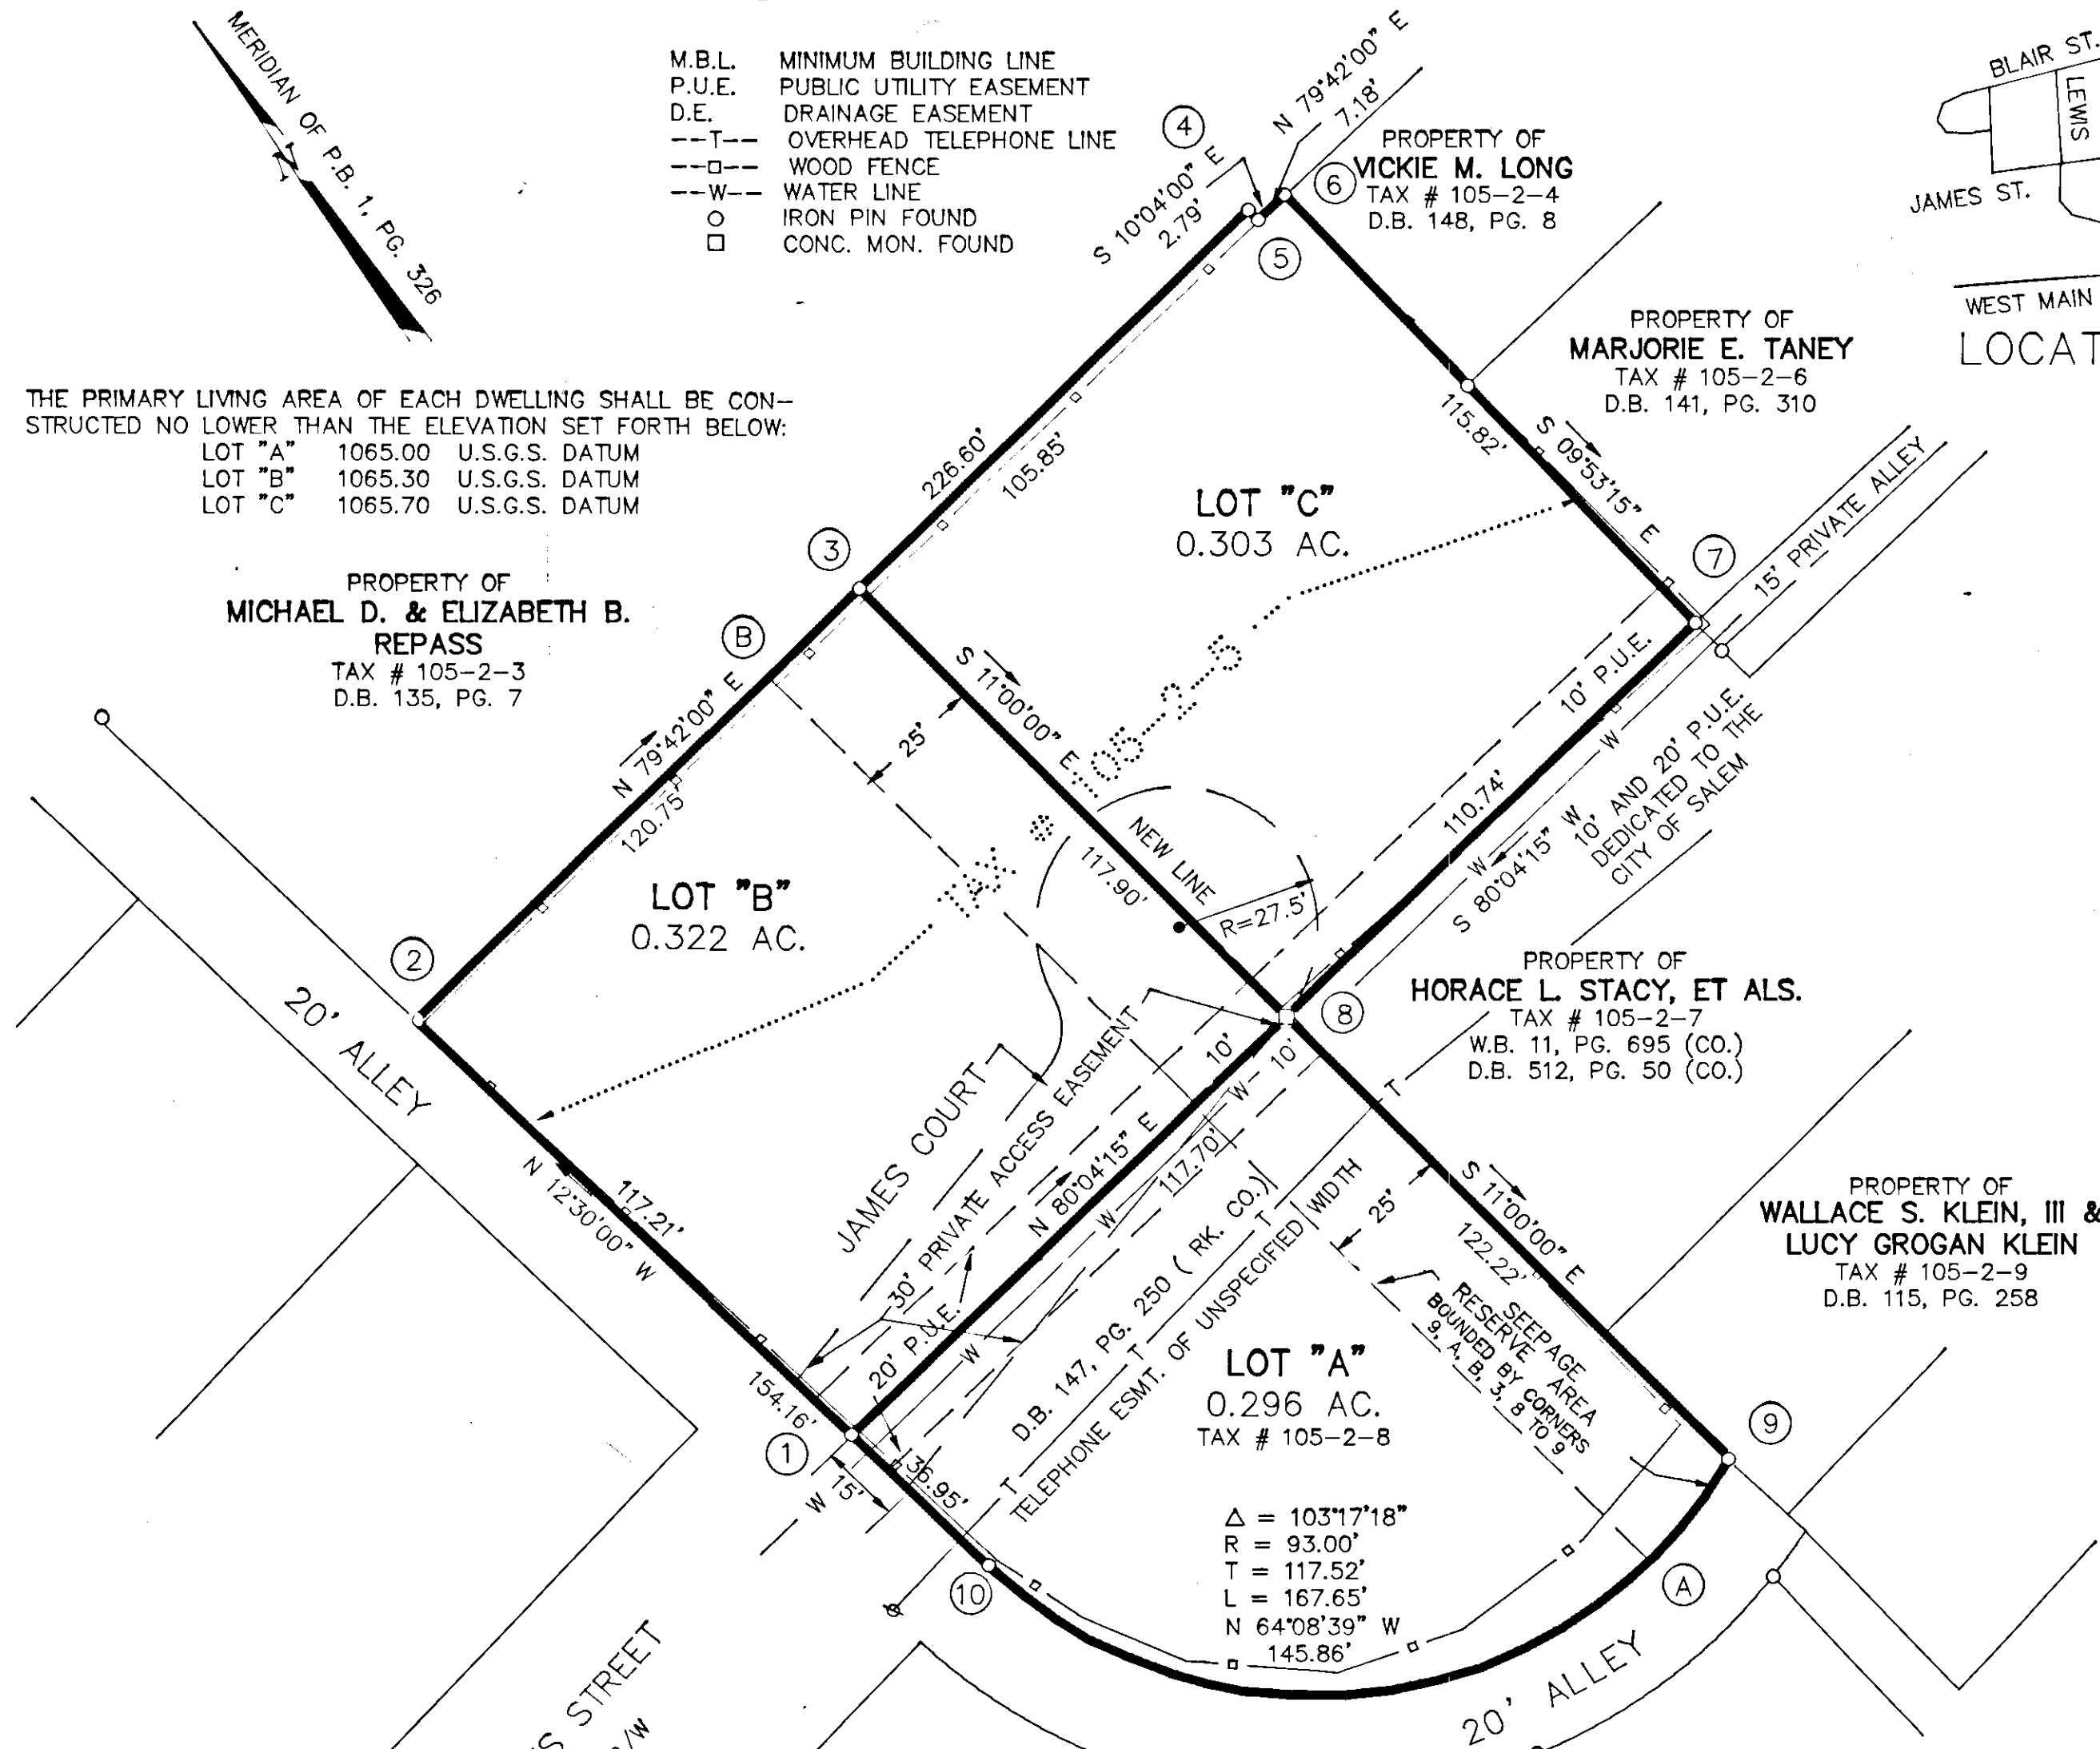 MERIDIAN OF P.B. 1, PG. 326
N
M.B.L. MINIMUM BUILDING LINE
P.U.E. PUBLIC UTILITY EASEMENT
D.E. DRAINAGE EASEMENT
--T-- OVERHEAD TELEPHONE LINE
--□-- WOOD FENCE
--W-- WATER LINE
○ IRON PIN FOUND
□ CONC. MON. FOUND
BLAIR ST.
LEWIS
JAMES ST.
WEST MAIN
LOCAT
N 79°42'00" E
7.18'
4
S 10°04'00" E
2.79'
5
6
PROPERTY OF
VICKIE M. LONG
TAX # 105-2-4
D.B. 148, PG. 8
PROPERTY OF
MARJORIE E. TANEY
TAX # 105-2-6
D.B. 141, PG. 310
THE PRIMARY LIVING AREA OF EACH DWELLING SHALL BE CON-
STRUCTED NO LOWER THAN THE ELEVATION SET FORTH BELOW:
LOT "A" 1065.00 U.S.G.S. DATUM
LOT "B" 1065.30 U.S.G.S. DATUM
LOT "C" 1065.70 U.S.G.S. DATUM
226.60'
105.85'
115.82'
S 09°53'15" E
LOT "C"
0.303 AC.
15' PRIVATE ALLEY
7
3
PROPERTY OF
MICHAEL D. & ELIZABETH B.
REPASS
TAX # 105-2-3
D.B. 135, PG. 7
B
N 79°42'00" E
120.75'
25'
S 11°00'00" E
NEW LINE
117.90'
TAX # 105-2-5
R=27.5'
10' P.U.E.
110.74'
W
W
S 80°04'15" W
10' AND 20' P.U.E.
DEDICATED TO THE
CITY OF SALEM
LOT "B"
0.322 AC.
2
20' ALLEY
8
PROPERTY OF
HORACE L. STACY, ET ALS.
TAX # 105-2-7
W.B. 11, PG. 695 (CO.)
D.B. 512, PG. 50 (CO.)
117.21'
N 12°30'00" W
JAMES COURT
30' PRIVATE ACCESS EASEMENT
10'
10'
W
W
N 80°04'15" E
117.70'
20' P.U.E.
W
W
T
T
T
T
D.B. 147, PG. 250 ( RK. CO.)
TELEPHONE ESMT. OF UNSPECIFIED WIDTH
25'
S 11°00'00" E
122.22'
SEEPAGE
RESERVE AREA
BOUNDED BY CORNERS
9, A, B, 3, 8 TO 9
PROPERTY OF
WALLACE S. KLEIN, III &
LUCY GROGAN KLEIN
TAX # 105-2-9
D.B. 115, PG. 258
LOT "A"
0.296 AC.
TAX # 105-2-8
154.16'
1
15'
36.95'
10
9
A
Δ = 103°17'18"
R = 93.00'
T = 117.52'
L = 167.65'
N 64°08'39" W
145.86'
20' ALLEY
S STREET
/W